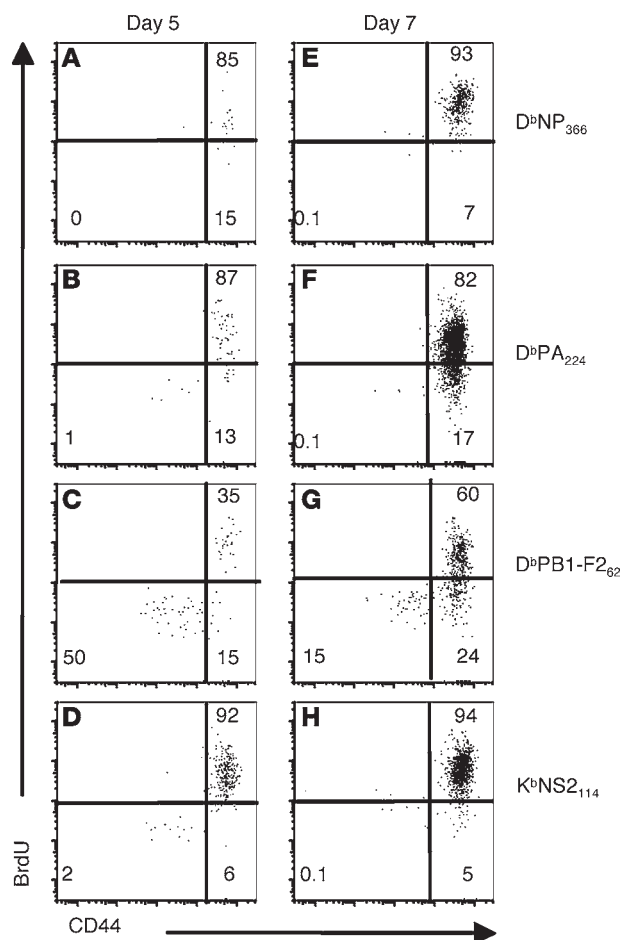 Day 5 Day 7
A 85 E 93
DᵇNP₃₆₆
0 15 0.1 7
B 87 F 82
DᵇPA₂₂₄
1 13 0.1 17
C 35 G 60
DᵇPB1-F2₆₂
50 15 15 24
D 92 H 94
KᵇNS2₁₁₄
2 6 0.1 5
BrdU
CD44